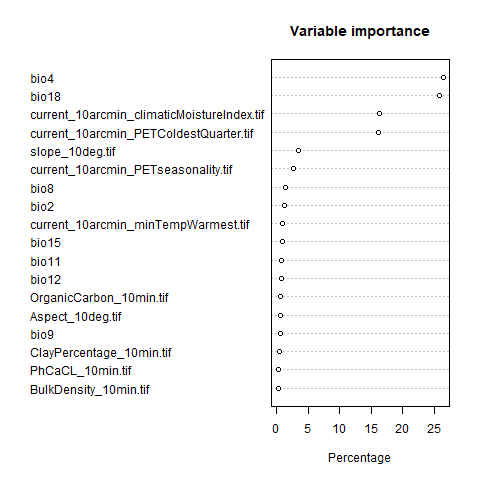 Variable importance
bio4
bio18
current_10arcmin_climaticMoistureIndex.tif
current_10arcmin_PETColdestQuarter.tif
slope_10deg.tif
current_10arcmin_PETseasonality.tif
bio8
bio2
current_10arcmin_minTempWarmest.tif
bio15
bio11
bio12
OrganicCarbon_10min.tif
Aspect_10deg.tif
bio9
ClayPercentage_10min.tif
PhCaCL_10min.tif
BulkDensity_10min.tif
0 5 10 15 20 25
Percentage